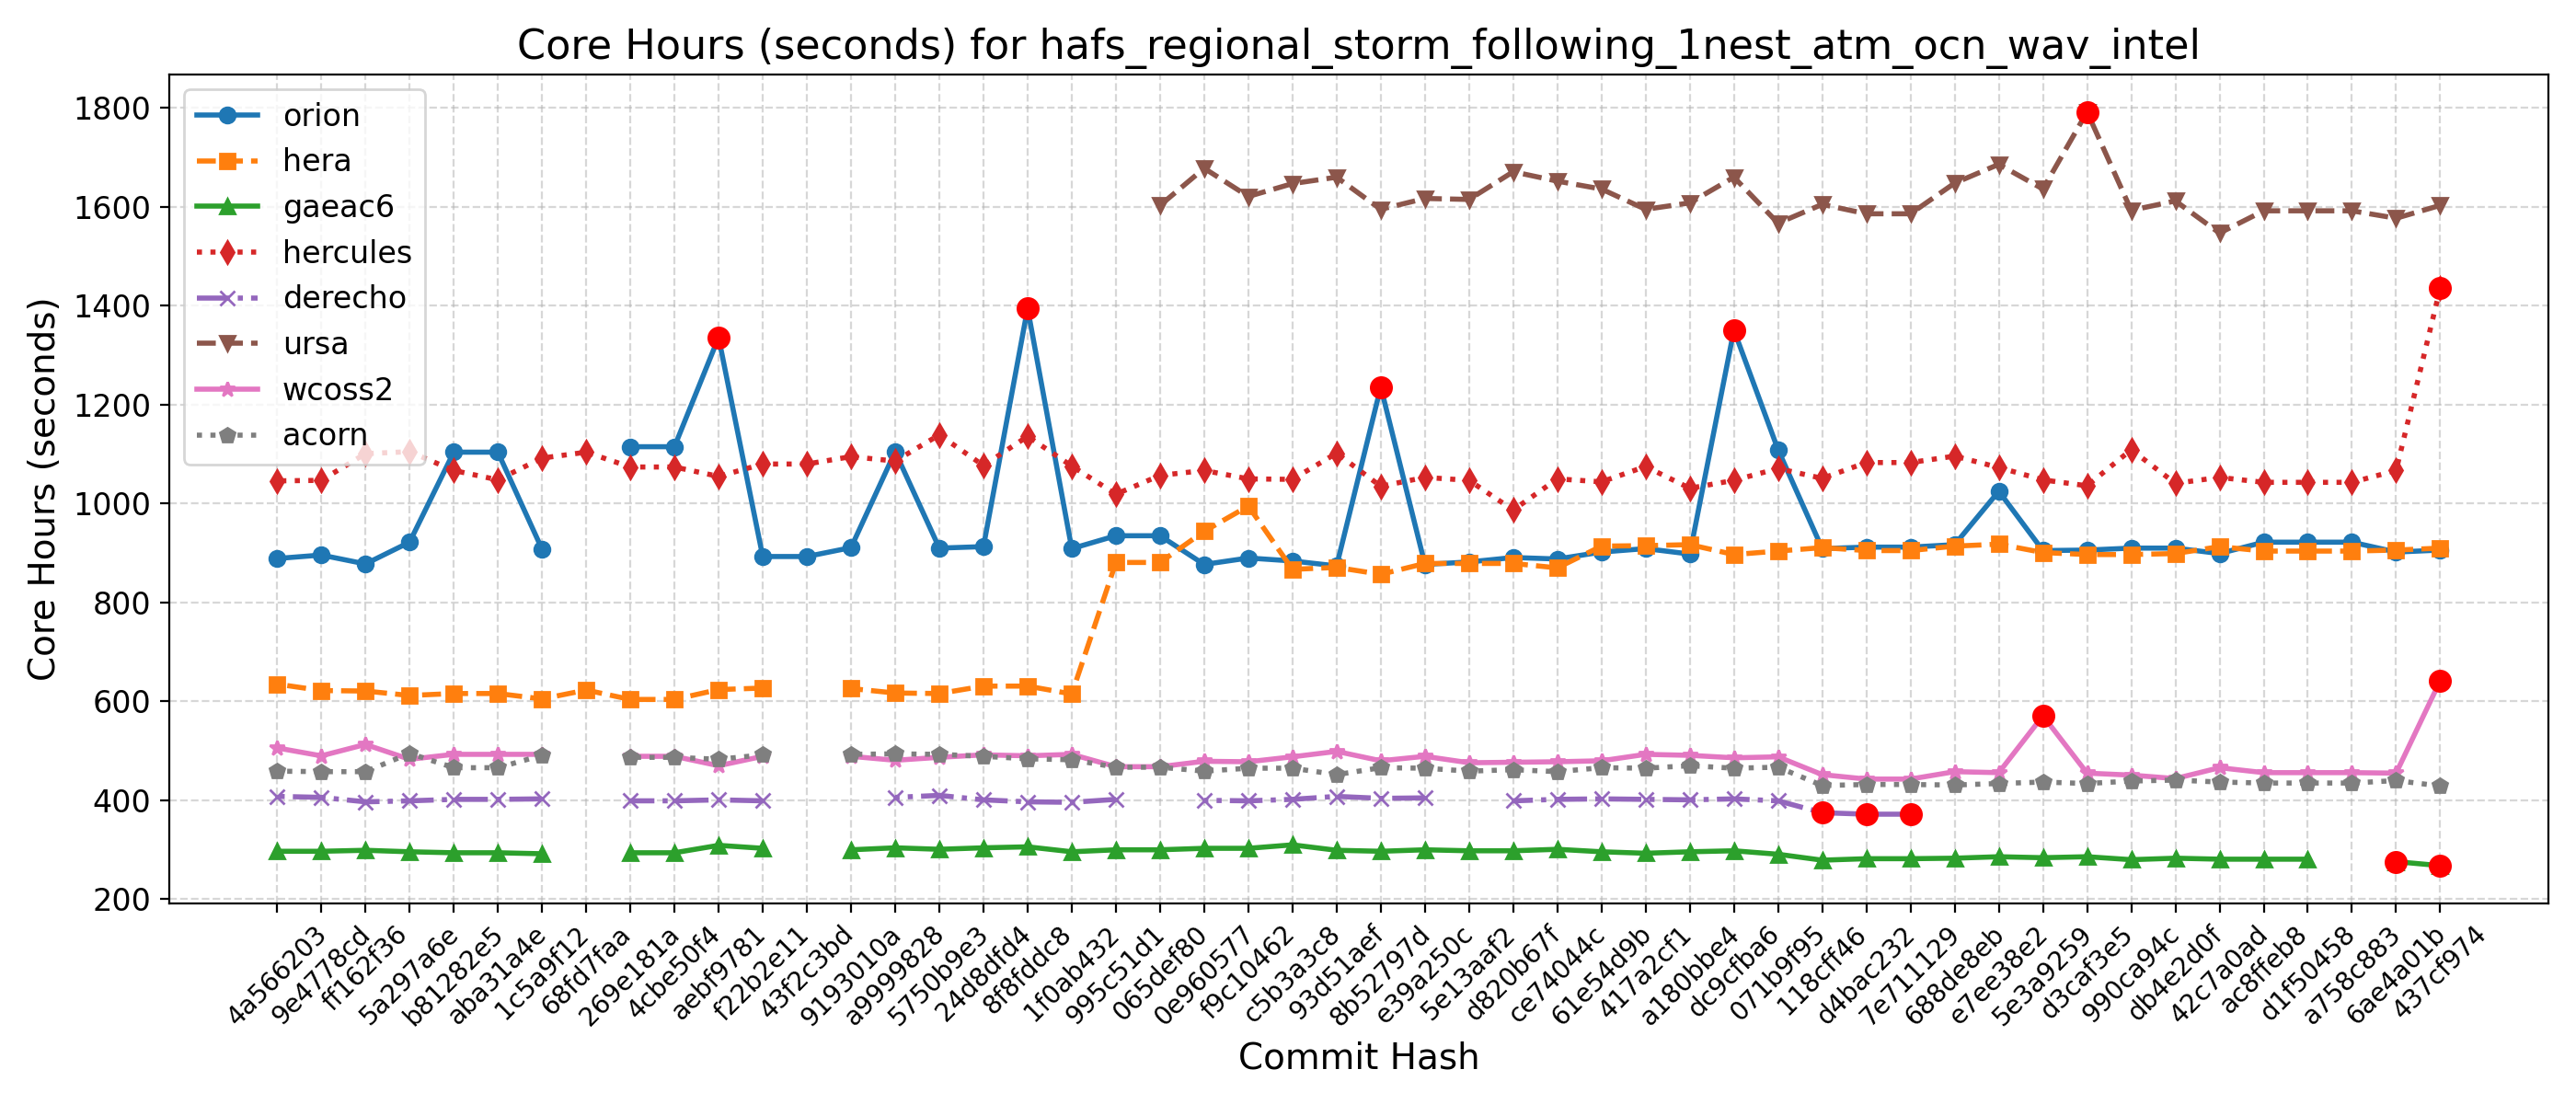 Core Hours (seconds) for hafs_regional_storm_following_1nest_atm_ocn_wav_intel
orion
hera
gaeac6
hercules
derecho
ursa
wcoss2
acorn
Core Hours (seconds)
1800
1600
1400
1200
1000
800
600
400
200
4a566203
9e4778cd
ff162f36
5a297a6e
b81282e5
aba31a4e
1c5a9f12
68fd7faa
269e181a
4cbe50f4
aebf9781
f22b2e11
43f2c3bd
9193010a
a9999828
5750b9e3
24d8dfd4
8f8fddc8
1f0ab432
995c51d1
065def80
0e960577
f9c10462
c5b3a3c8
93d51aef
8b52797d
e39a250c
5e13aaf2
d820b67f
ce74044c
61e54d9b
417a2cf1
a180bbe4
dc9cfba6
071b9f95
118cff46
d4bac232
7e711129
688de8eb
e7ee38e2
5e3a9259
d3caf3e5
990ca94c
db4e2d0f
42c7a0ad
ac8ffeb8
d1f50458
a758c883
6ae4a01b
437cf974
Commit Hash